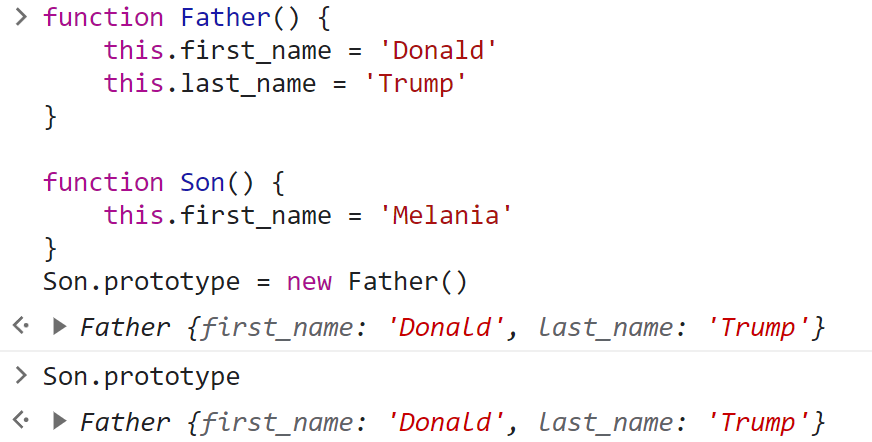 > function Father() {
    this.first_name = 'Donald'
    this.last_name = 'Trump'
}

function Son() {
    this.first_name = 'Melania'
}
Son.prototype = new Father()
<· ▶ Father {first_name: 'Donald', last_name: 'Trump'}
> Son.prototype
<· ▶ Father {first_name: 'Donald', last_name: 'Trump'}